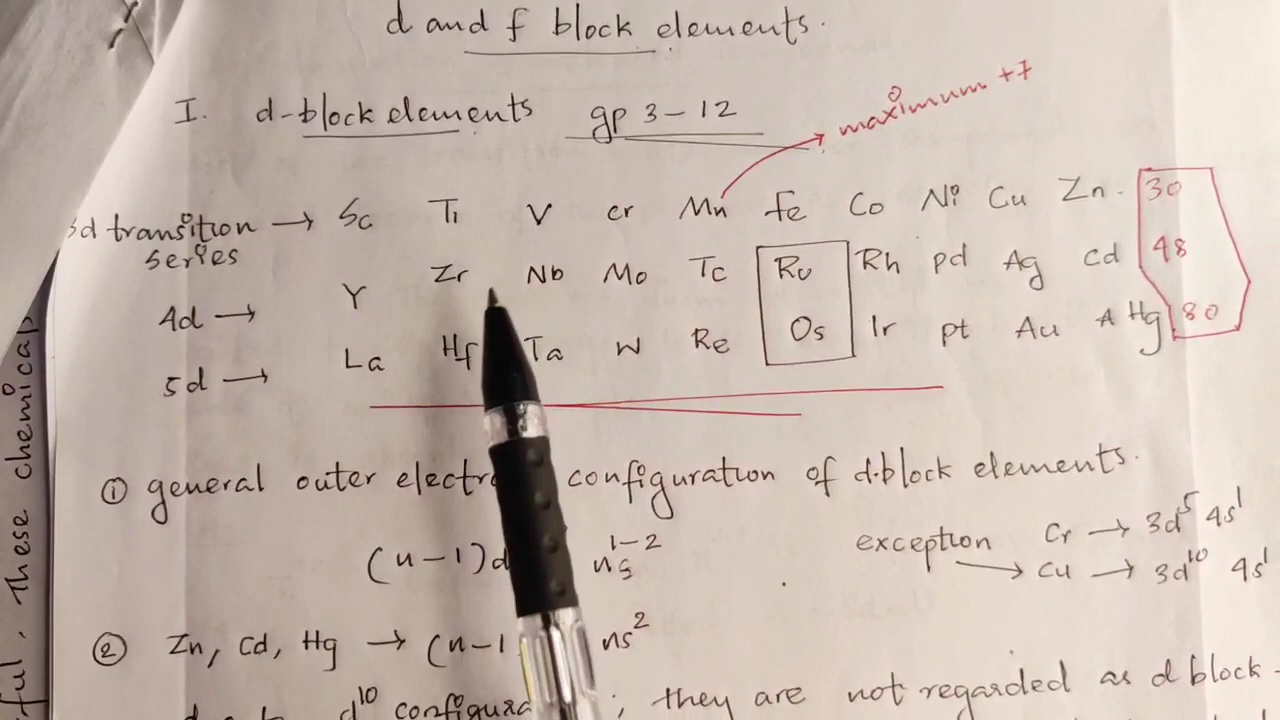 d and f block elements.
I. d-block elements gp 3-12
maximum +7
3d transition series → Sc Ti V Cr Mn Fe Co Ni Cu Zn. 30
4d → Y Zr Nb Mo Tc Ru Rh pd Ag Cd 48
5d → La Hf Ta W Re Os Ir pt Au A Hg 80
① general outer electro configuration of d-block elements.
(n-1)d ns¹⁻²
exception Cr → 3d⁵ 4s¹
→ Cu → 3d¹⁰ 4s¹
② Zn, Cd, Hg → (n-1 ns²
d¹⁰ configura ; they are not regarded as d block-
ful, These chemica